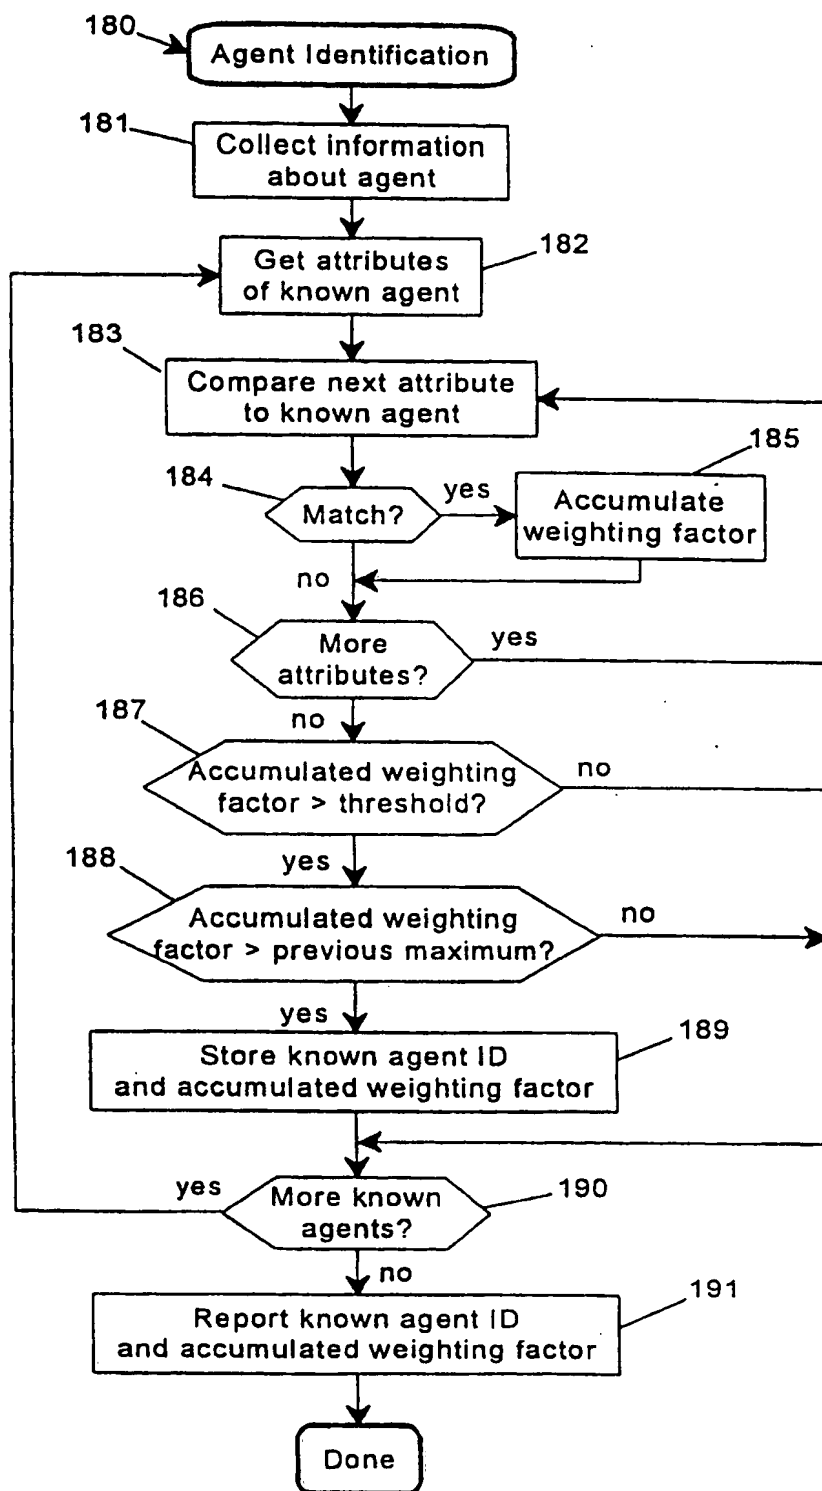 180
Agent Identification
181
Collect information
about agent
182
Get attributes
of known agent
183
Compare next attribute
to known agent
184
Match?
yes
185
Accumulate
weighting factor
no
186
More
attributes?
yes
no
187
Accumulated weighting
factor > threshold?
no
yes
188
Accumulated weighting
factor > previous maximum?
no
yes
189
Store known agent ID
and accumulated weighting factor
yes
More known
agents?
190
no
191
Report known agent ID
and accumulated weighting factor
Done